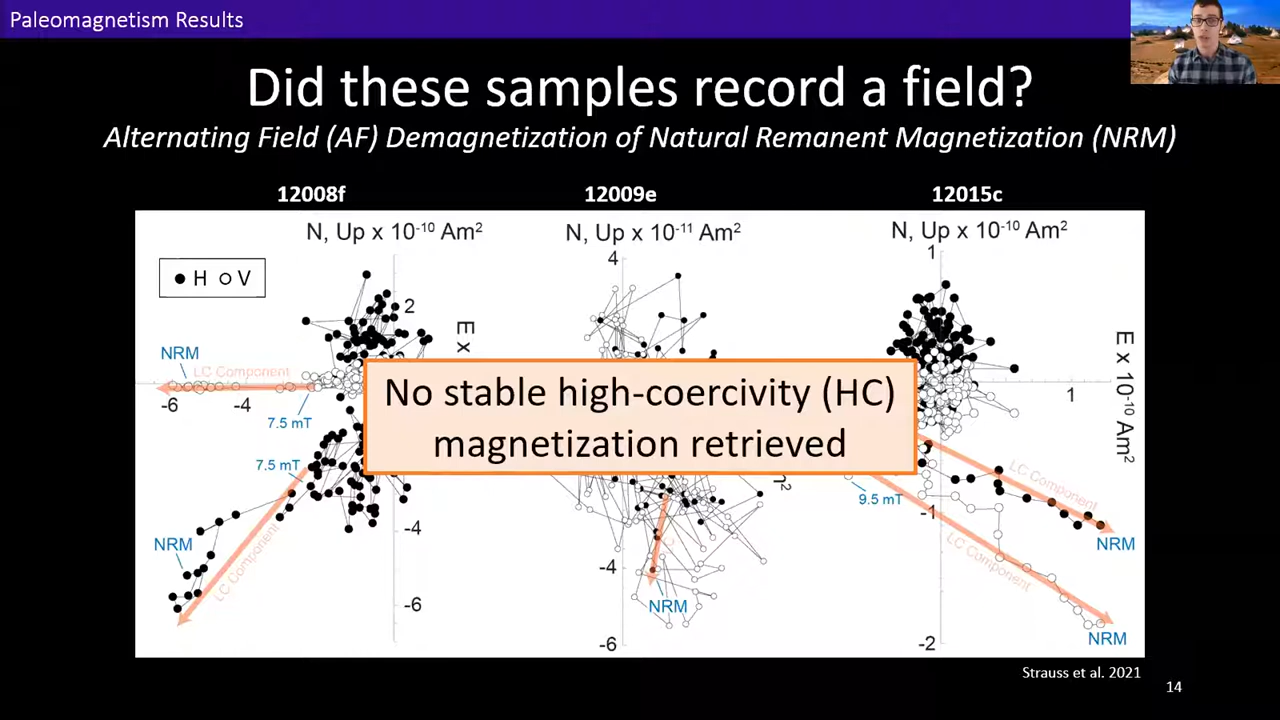 Paleomagnetism Results
Did these samples record a field?
Alternating Field (AF) Demagnetization of Natural Remanent Magnetization (NRM)
12008f
12009e
12015c
N, Up x 10⁻¹⁰ Am²
N, Up x 10⁻¹¹ Am²
N, Up x 10⁻¹⁰ Am²
H V
4
1
2
E x
E x 10⁻¹⁰ Am²
NRM
LC Component
-6
-4
1
7.5 mT
No stable high-coercivity (HC)
magnetization retrieved
7.5 mT
LC Component
9.5 mT
-1
-4
NRM
LC Component
NRM
LC Component
-4
-6
NRM
NRM
-6
-2
Strauss et al. 2021
14